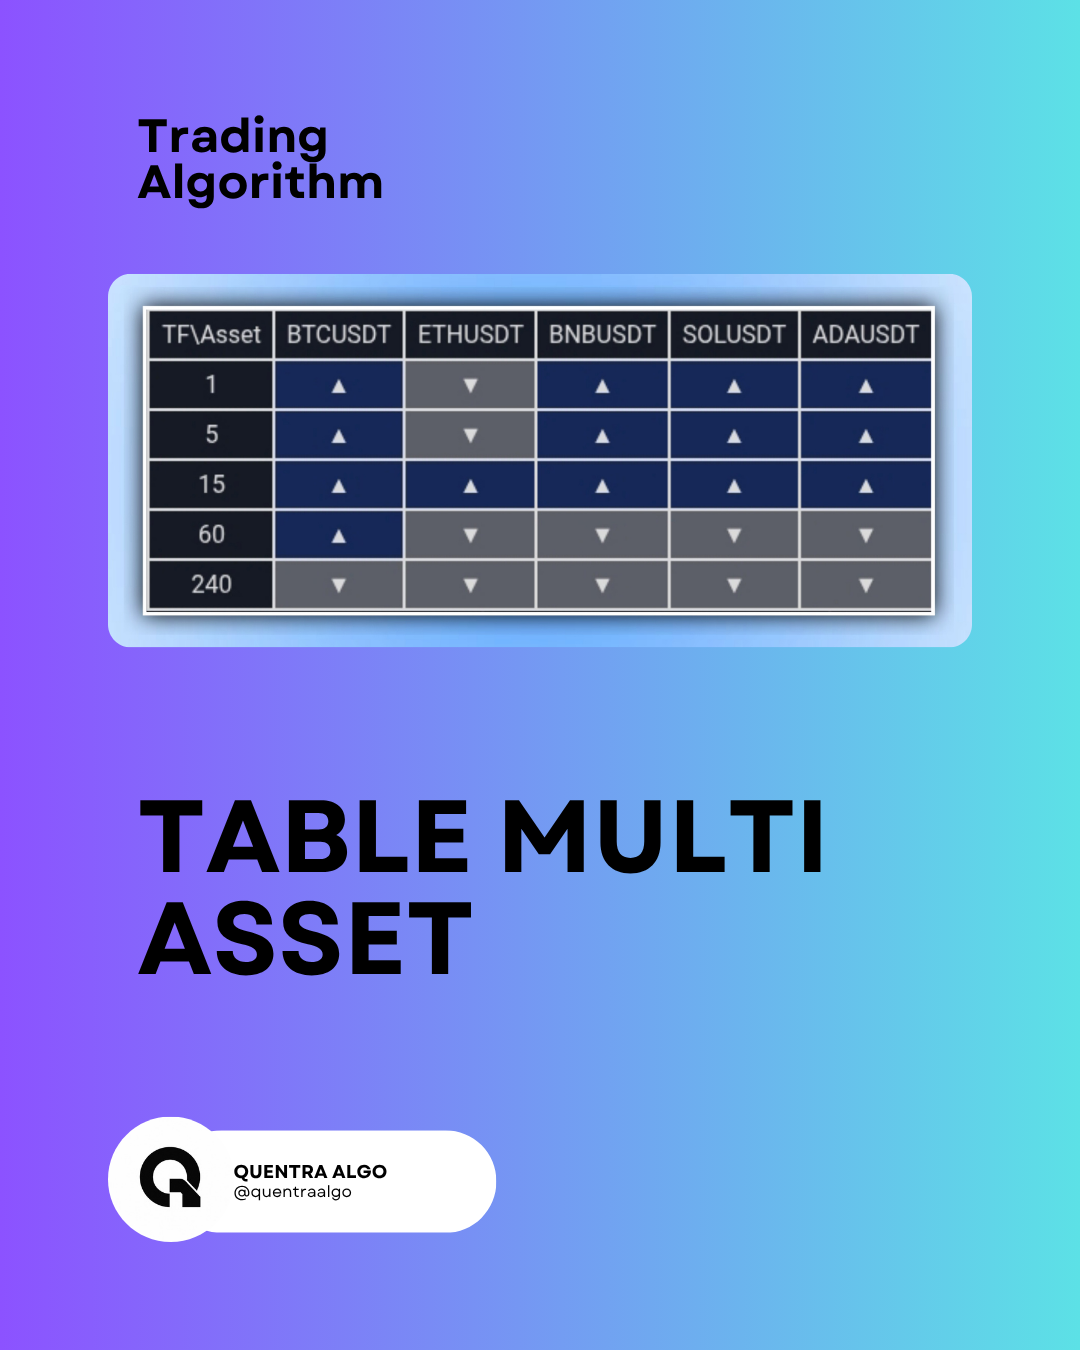 Trading
Algorithm
TF\Asset BTCUSDT ETHUSDT BNBUSDT SOLUSDT ADAUSDT
1 ▲ ▼ ▲ ▲ ▲
5 ▲ ▼ ▲ ▲ ▲
15 ▲ ▲ ▲ ▲ ▲
60 ▲ ▼ ▼ ▼ ▼
240 ▼ ▼ ▼ ▼ ▼
TABLE MULTI
ASSET
QUENTRA ALGO
@quentraalgo